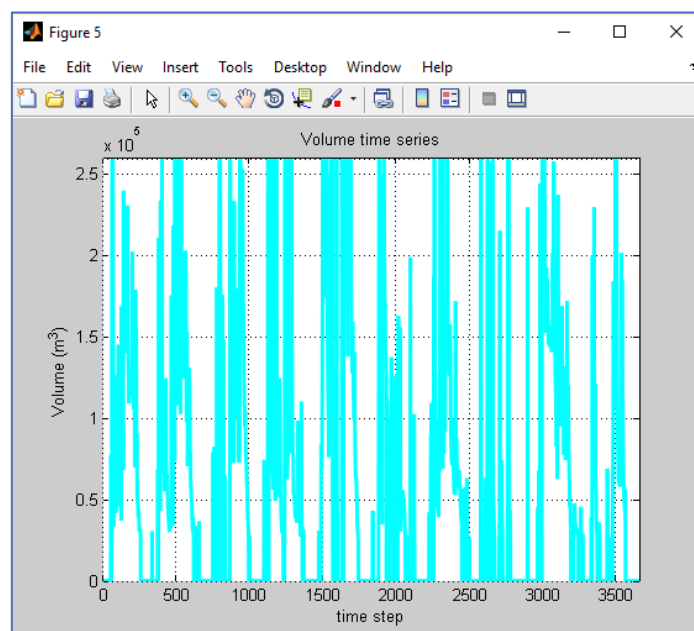 Figure 5
File Edit View Insert Tools Desktop Window Help
Volume time series
x 10^5
2.5
2
1.5
1
0.5
0
Volume (m³)
0 500 1000 1500 2000 2500 3000 3500
time step